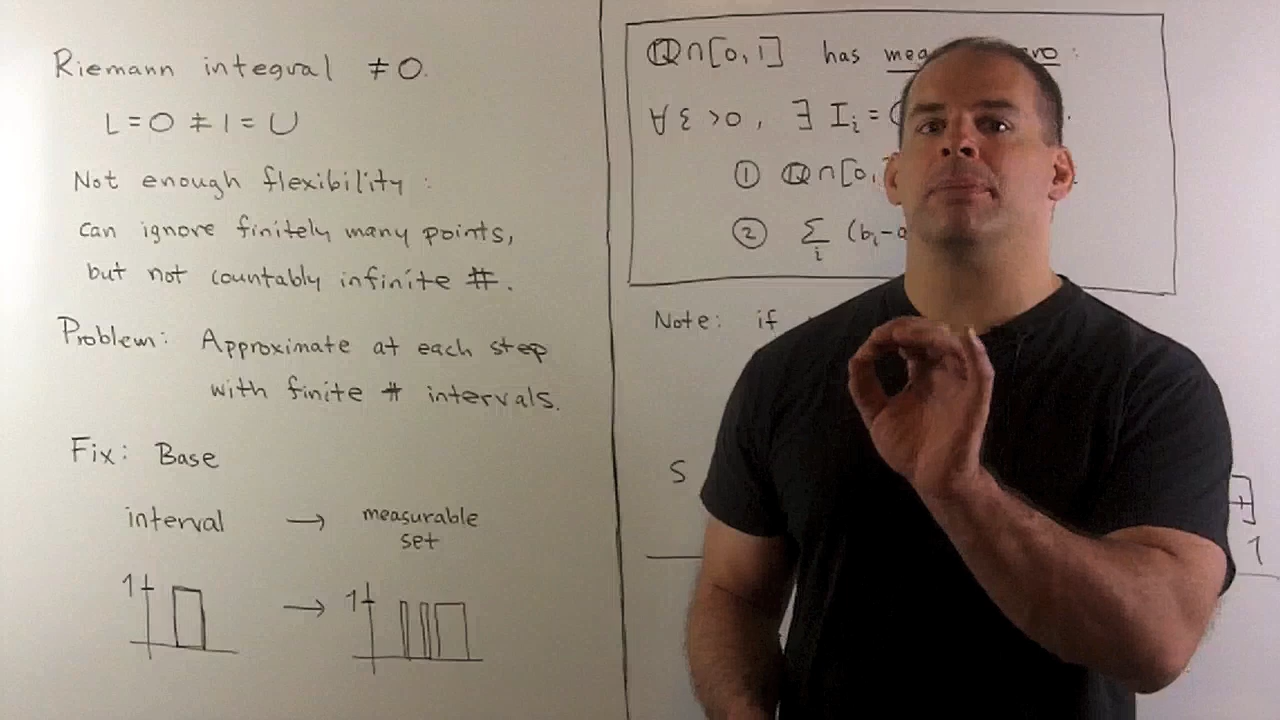 Riemann integral ≠ 0.
L = 0 ≠ 1 = U
Not enough flexibility:
can ignore finitely many points,
but not countably infinite #.
Problem: Approximate at each step
with finite # intervals.
Fix: Base
interval → measurable
set
1 → 1
ℚ∩[0,1] has
∀ ε > 0, ∃ Iᵢ =
① ℚ∩[0,
② ∑ᵢ (bᵢ-a
Note: if
S
]
1